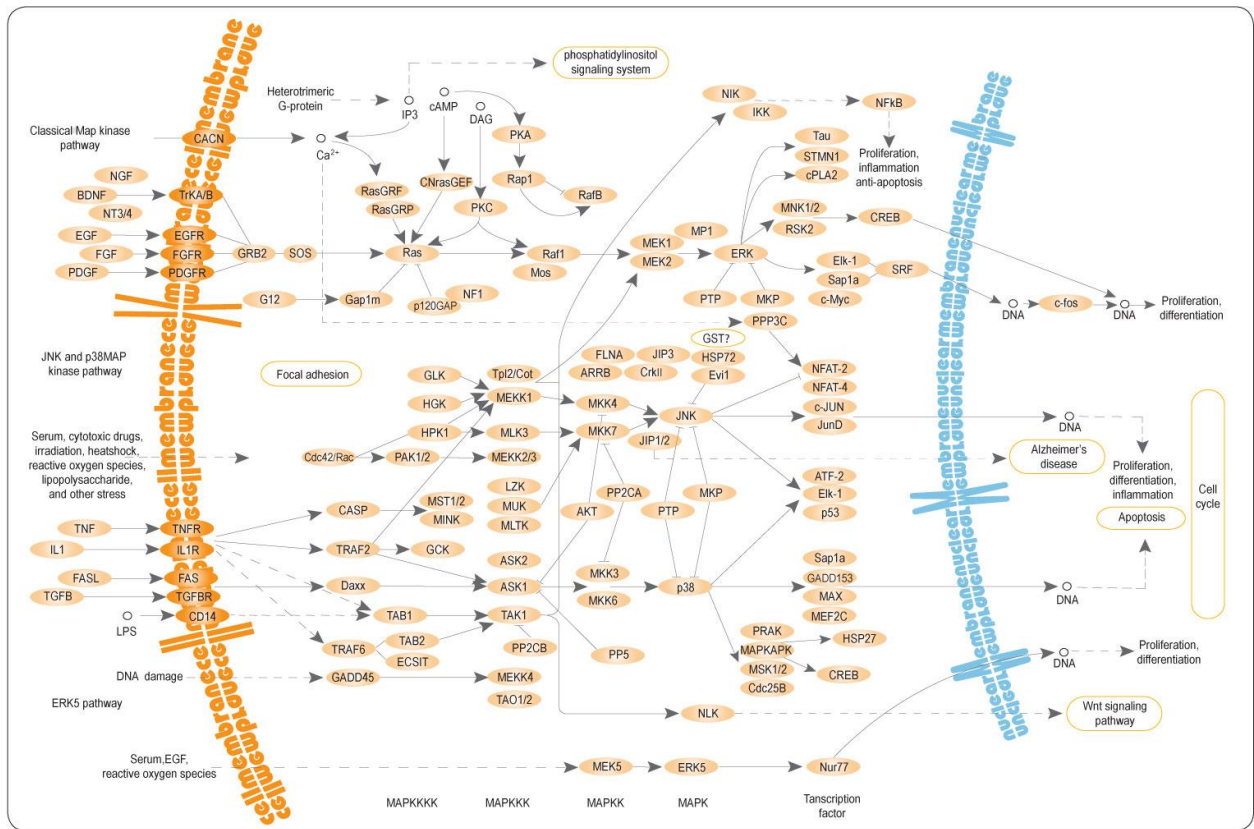 phosphatidylinositol
signaling system
Heterotrimeric
G-protein
IP3
cAMP
DAG
NIK
IKK
NFkB
Classical Map kinase
pathway
CACN
Ca²⁺
PKA
Tau
STMN1
cPLA2
Proliferation,
inflammation
anti-apoptosis
NGF
BDNF
NT3/4
TrKA/B
RasGRF
RasGRP
CNrasGEF
PKC
Rap1
RafB
MNK1/2
RSK2
CREB
EGF
FGF
PDGF
EGFR
FGFR
PDGFR
GRB2
SOS
Ras
Raf1
Mos
MEK1
MEK2
MP1
ERK
Elk-1
Sap1a
c-Myc
SRF
G12
Gap1m
p120GAP
NF1
PTP
MKP
DNA
c-fos
DNA
Proliferation,
differentiation
PPP3C
GST?
JNK and p38MAP
kinase pathway
Focal adhesion
GLK
HGK
HPK1
Tpl2/Cot
MEKK1
FLNA
ARRB
JIP3
CrkII
HSP72
Evi1
NFAT-2
NFAT-4
c-JUN
JunD
MKK4
MKK7
JNK
JIP1/2
DNA
MLK3
MEKK2/3
Cdc42/Rac
PAK1/2
Serum, cytotoxic drugs,
irradiation, heatshock,
reactive oxygen species,
lipopolysaccharide,
and other stress
Alzheimer's
disease
Proliferation,
differentiation,
inflammation
Apoptosis
Cell
cycle
LZK
MUK
MLTK
PP2CA
AKT
PTP
MKP
ATF-2
Elk-1
p53
TNF
IL1
TNFR
IL1R
CASP
MST1/2
MINK
TRAF2
GCK
ASK2
ASK1
FASL
TGFB
FAS
TGFBR
CD14
LPS
Daxx
MKK3
MKK6
p38
Sap1a
GADD153
MAX
MEF2C
DNA
TAB1
TAK1
TAB2
ECSIT
TRAF6
PP2CB
PP5
PRAK
MAPKAPK
MSK1/2
Cdc25B
HSP27
CREB
DNA
Proliferation,
differentiation
DNA damage
GADD45
MEKK4
TAO1/2
ERK5 pathway
NLK
Wnt signaling
pathway
Serum,EGF,
reactive oxygen species
MEK5
ERK5
Nur77
MAPKKKK
MAPKKK
MAPKK
MAPK
Tanscription
factor